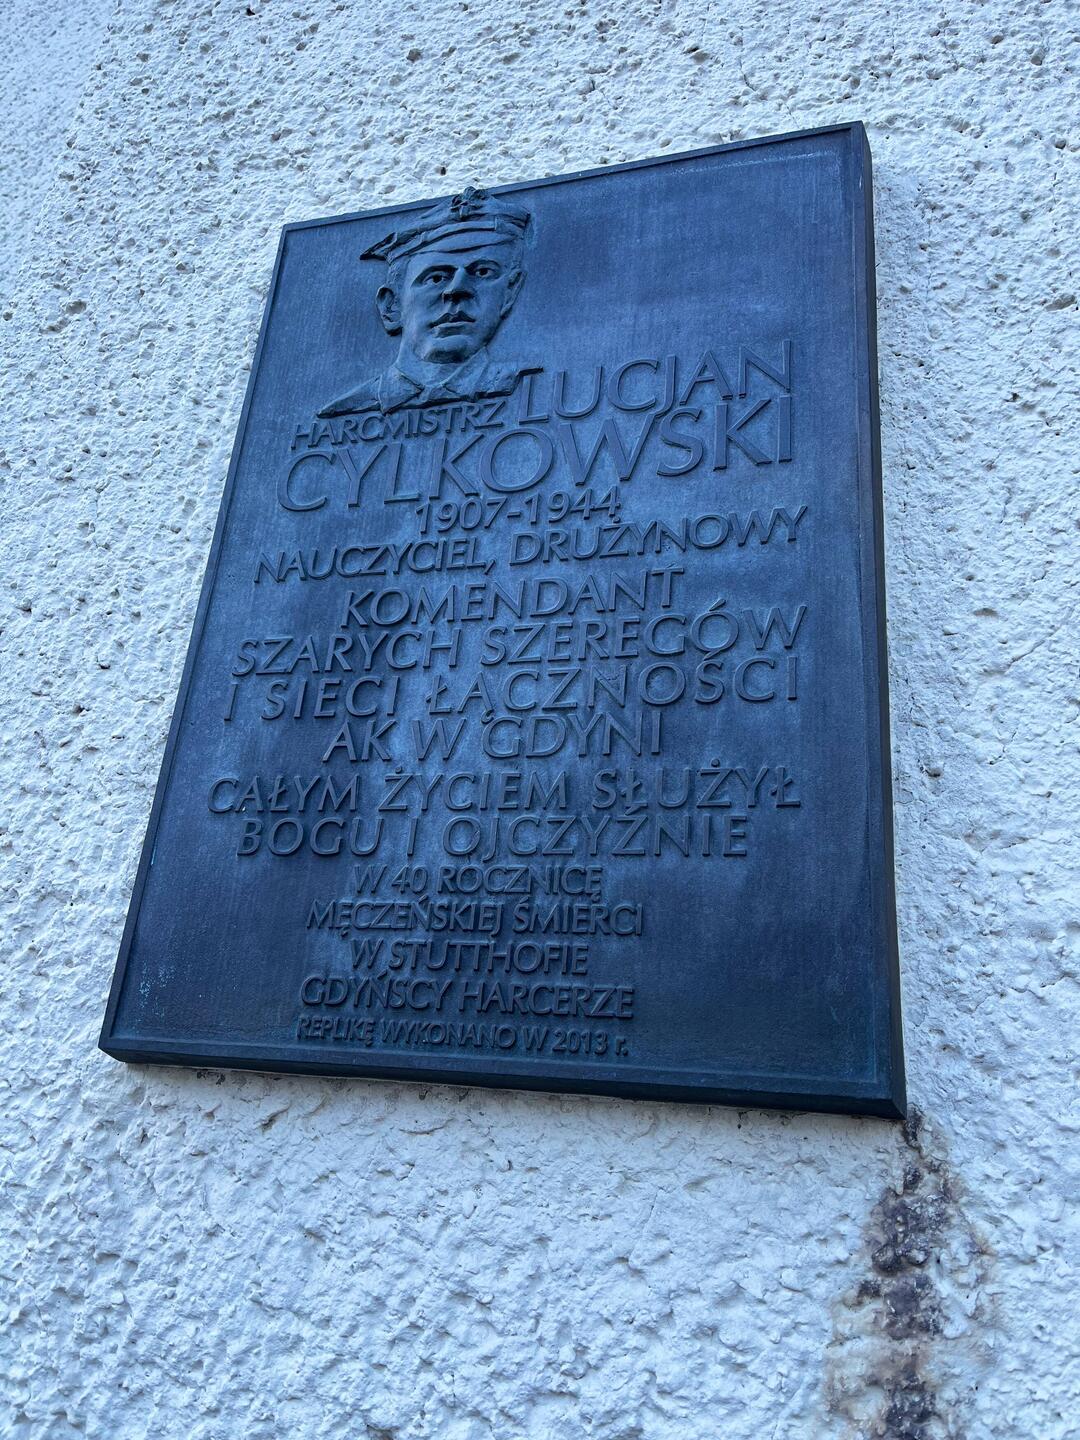 HARCMISTRZ LUCJAN
CYLKOWSKI
1907-1944
NAUCZYCIEL, DRUŻYNOWY
KOMENDANT
SZARYCH SZEREGÓW
I SIECI ŁĄCZNOŚCI
AK W GDYNI
CAŁYM ŻYCIEM SŁUŻYŁ
BOGU I OJCZYŹNIE
W 40 ROCZNICĘ
MĘCZEŃSKIEJ ŚMIERCI
W STUTTHOFIE
GDYŃSCY HARCERZE
REPLIKĘ WYKONANO W 2013 r.